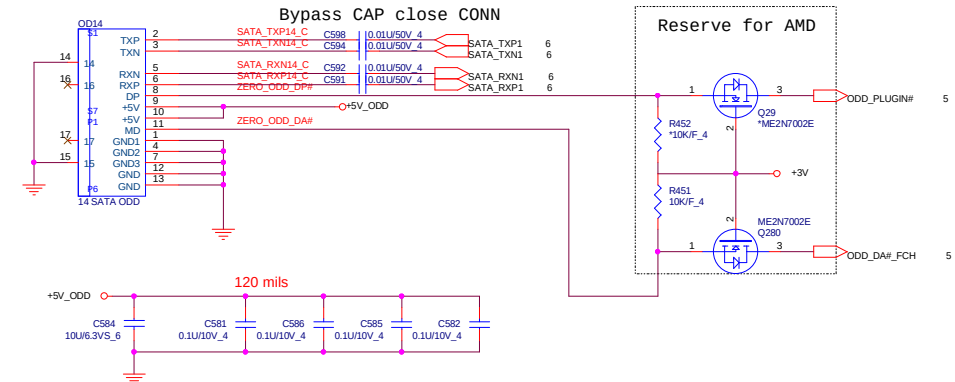 Bypass CAP close CONN
Reserve for AMD
OD14
S1
TXP 2 SATA_TXP14_C C598 0.01U/50V_4 SATA_TXP1 6
TXN 3 SATA_TXN14_C C594 0.01U/50V_4 SATA_TXN1 6
14 14
RXN 5 SATA_RXN14_C C592 0.01U/50V_4 SATA_RXN1 6
RXP 6 SATA_RXP14_C C591 0.01U/50V_4 SATA_RXP1 6
16 16
DP 8 ZERO_ODD_DP#
+5V 9 +5V_ODD
S7
+5V 10
P1
MD 11 ZERO_ODD_DA#
17 17
GND1 1
GND2 4
15 15
GND3 7
GND 12
GND 13
P6
14 SATA ODD
1 3 ODD_PLUGIN# 5
Q29
*ME2N7002E
2
R452
*10K/F_4
+3V
R451
10K/F_4
2
ME2N7002E
Q280
1 3 ODD_DA#_FCH 5
120 mils
+5V_ODD
C584
10U/6.3VS_6
C581
0.1U/10V_4
C586
0.1U/10V_4
C585
0.1U/10V_4
C582
0.1U/10V_4